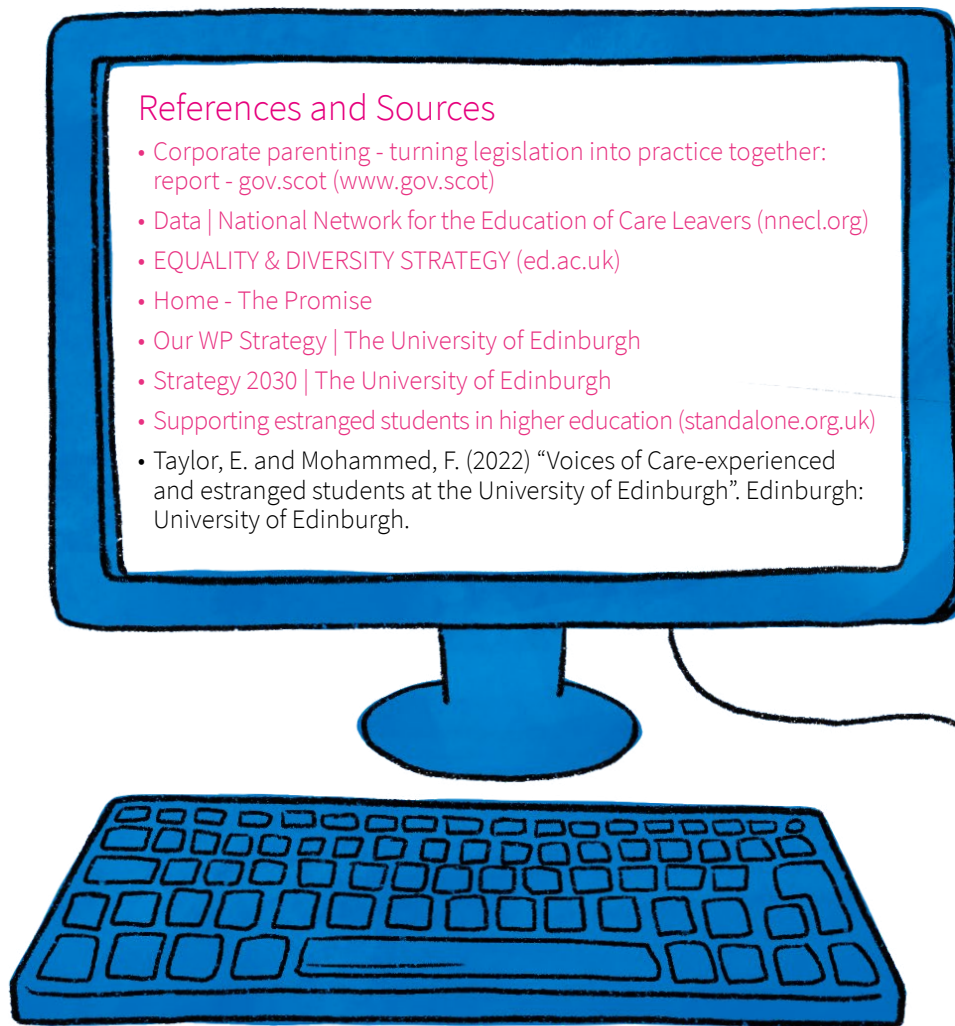 References and Sources
• Corporate parenting - turning legislation into practice together:
report - gov.scot (www.gov.scot)
• Data | National Network for the Education of Care Leavers (nnecl.org)
• EQUALITY & DIVERSITY STRATEGY (ed.ac.uk)
• Home - The Promise
• Our WP Strategy | The University of Edinburgh
• Strategy 2030 | The University of Edinburgh
• Supporting estranged students in higher education (standalone.org.uk)
• Taylor, E. and Mohammed, F. (2022) “Voices of Care-experienced
and estranged students at the University of Edinburgh”. Edinburgh:
University of Edinburgh.